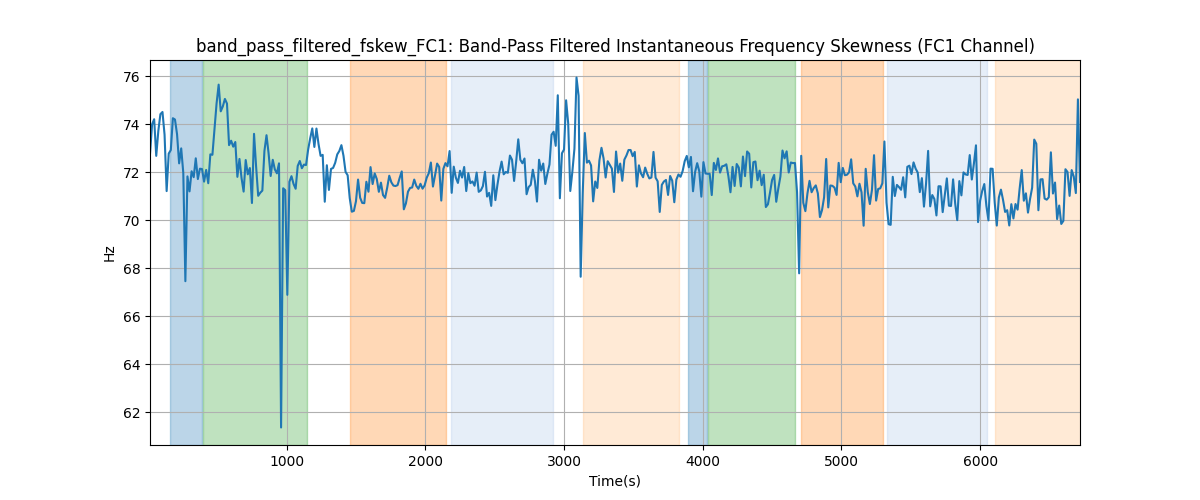 band_pass_filtered_fskew_FC1: Band-Pass Filtered Instantaneous Frequency Skewness (FC1 Channel)
76
74
72
70
68
66
64
62
Hz
1000 2000 3000 4000 5000 6000
Time(s)